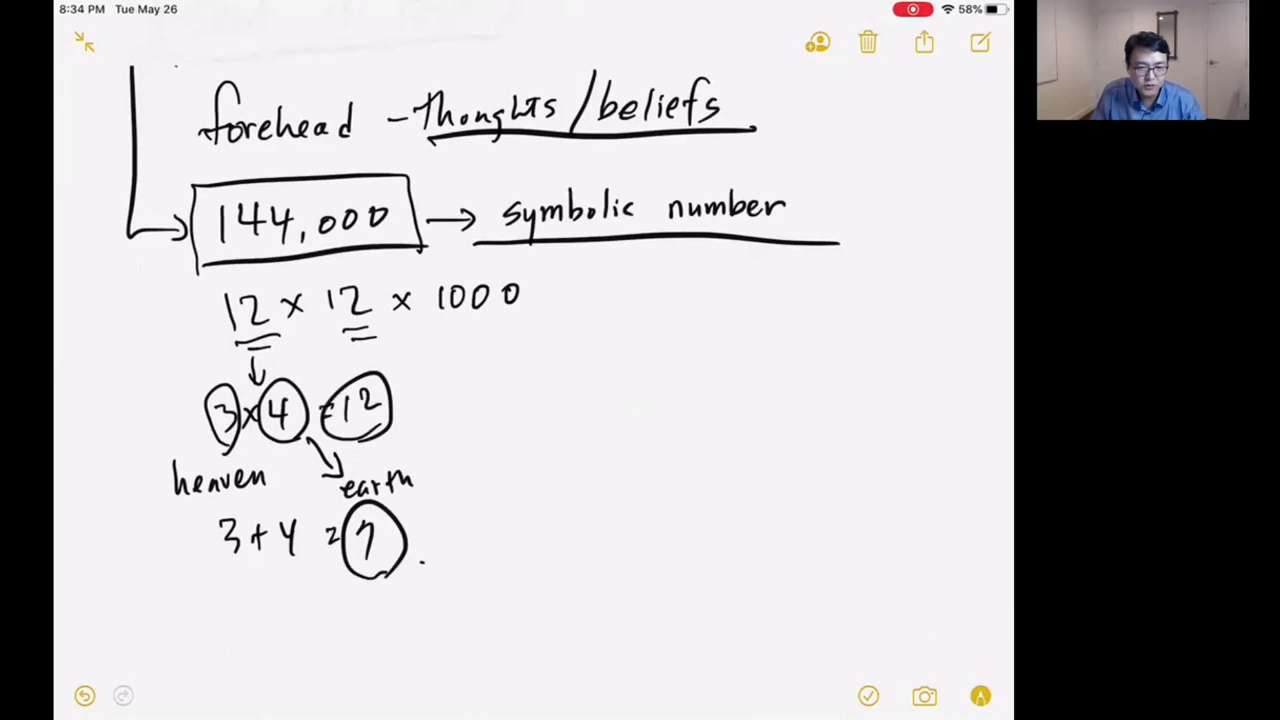 8:34 PM Tue May 26 58%
forehead - thoughts / beliefs
144,000 → symbolic number
12 x 12 x 1000
3 x 4 = 12
heaven earth
3 + 4 = 7